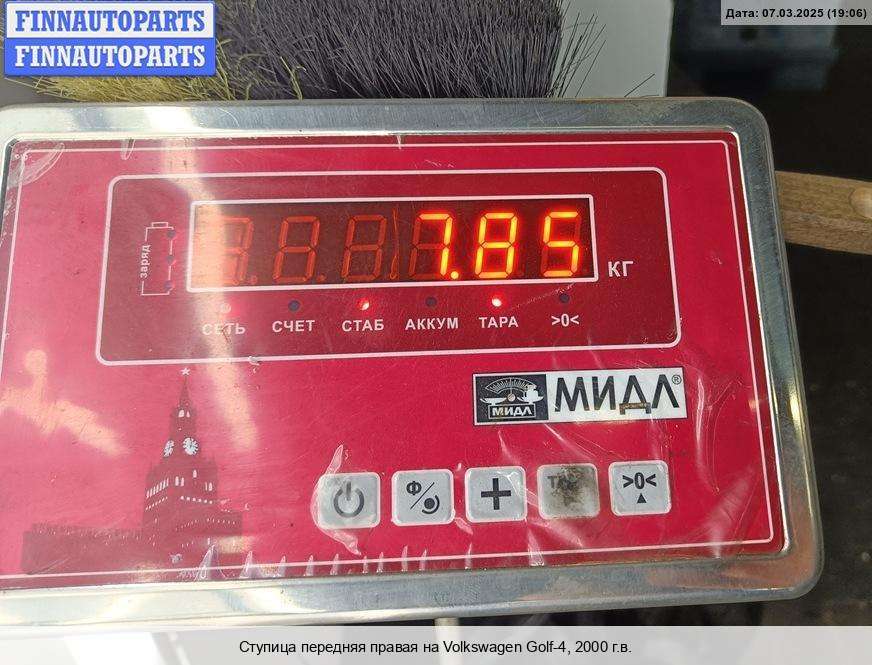 FINNAUTOPARTS
FINNAUTOPARTS
Дата: 07.03.2025 (19:06)
заряд
7.85
КГ
СЕТЬ СЧЕТ СТАБ АККУМ ТАРА >0<
МИДЛ МИДЛ®
Ф >0<
Ступица передняя правая на Volkswagen Golf-4, 2000 г.в.